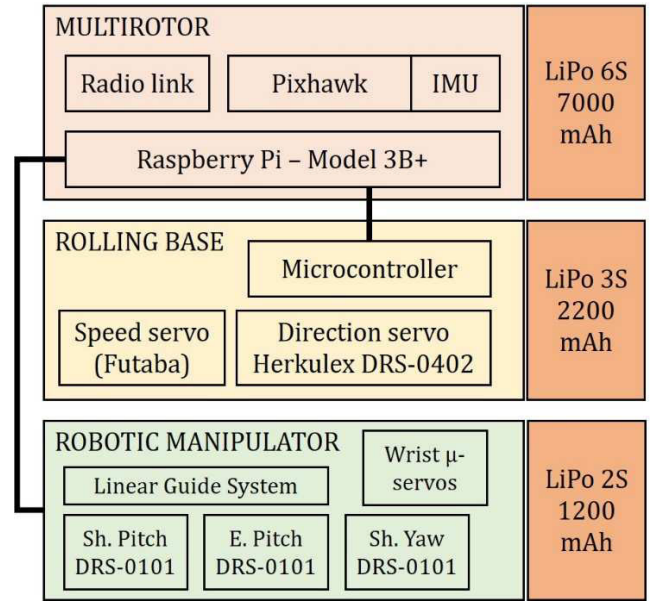 MULTIROTOR
Radio link
Pixhawk
IMU
Raspberry Pi – Model 3B+
LiPo 6S
7000
mAh
ROLLING BASE
Microcontroller
Speed servo
(Futaba)
Direction servo
Herkulex DRS-0402
LiPo 3S
2200
mAh
ROBOTIC MANIPULATOR
Wrist μ-
servos
Linear Guide System
Sh. Pitch
DRS-0101
E. Pitch
DRS-0101
Sh. Yaw
DRS-0101
LiPo 2S
1200
mAh